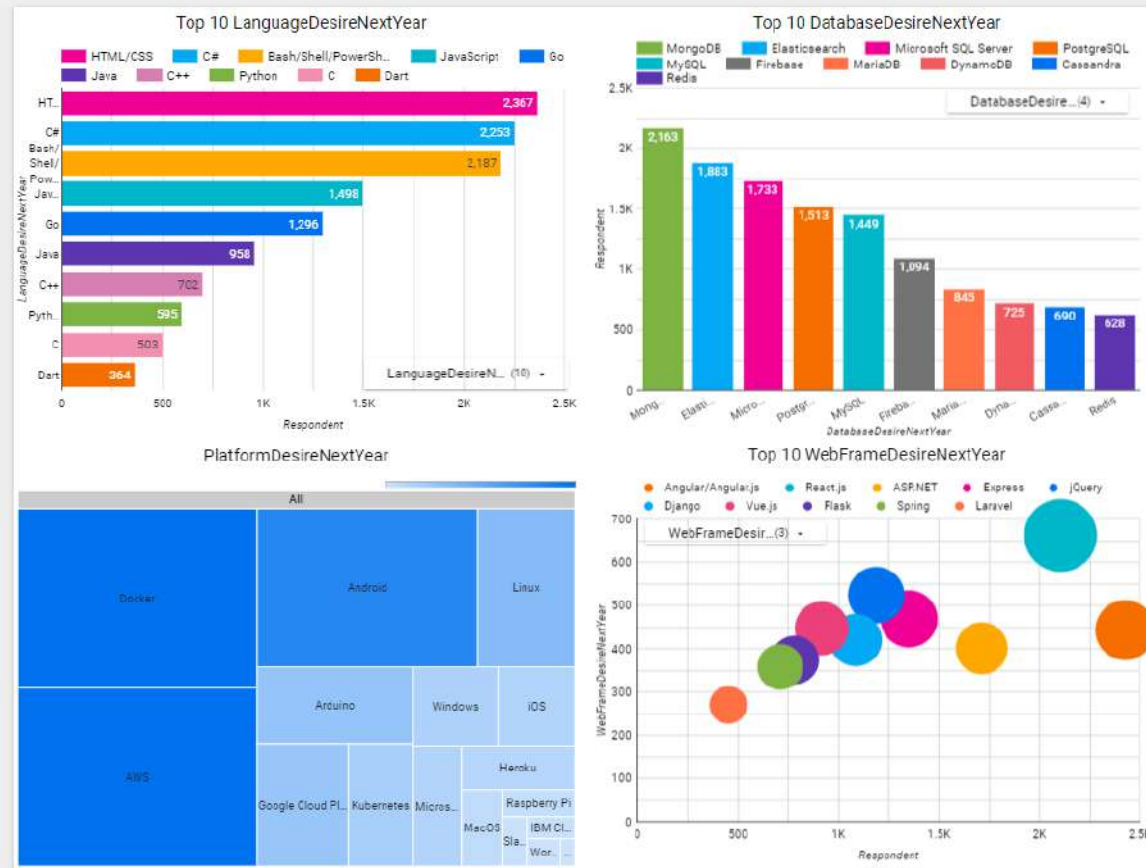 Top 10 LanguageDesireNextYear
HTML/CSS C# Bash/Shell/PowerSh... JavaScript Go
Java C++ Python C Dart
HT...
2,367
C#
2,253
Bash/
Shell/
Pow...
2,187
Jav...
1,498
Go
1,296
Java
958
C++
702
Pyth...
595
C
503
Dart
364
LanguageDesireNextYear
LanguageDesireN... (10)
0 500 1K 1.5K 2K 2.5K
Respondent
Top 10 DatabaseDesireNextYear
MongoDB Elasticsearch Microsoft SQL Server PostgreSQL
MySQL Firebase MariaDB DynamoDB Cassandra
Redis
DatabaseDesire...(4)
2.5K
2K
1.5K
1K
500
0
Respondent
2,163 1,883 1,733 1,513 1,449 1,094 845 725 690 628
Mong... Elasti... Micro... Postgr... MySQL Fireba... Maria... Dyna... Cassa... Redis
DatabaseDesireNextYear
PlatformDesireNextYear
All
Docker
Android
Linux
AWS
Arduino
Windows
iOS
Google Cloud Pl...
Kubernetes
Micros...
Heroku
MacOS
Raspberry Pi
Sla...
IBM Cl...
Wor...
...
Top 10 WebFrameDesireNextYear
Angular/Angular.js React.js ASP.NET Express jQuery
Django Vue.js Flask Spring Laravel
WebFrameDesir...(3)
700
600
500
400
300
200
100
0
WebFrameDesireNextYear
0 500 1K 1.5K 2K 2.5K
Respondent